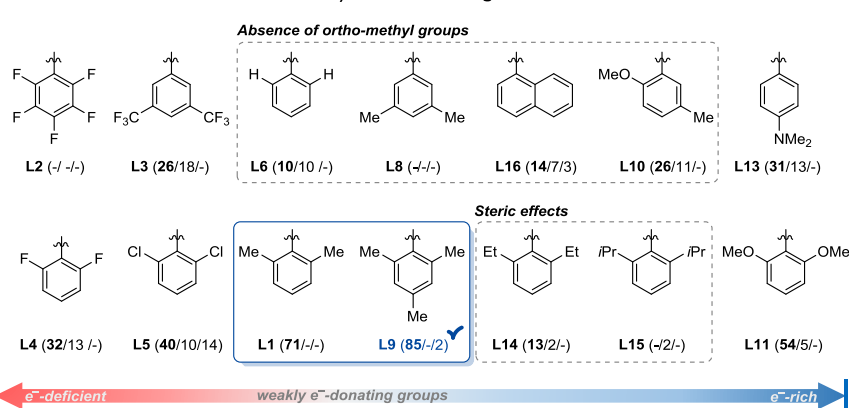 Absence of ortho-methyl groups
F F F F F
F3C CF3
H H
Me Me
MeO Me
NMe2
L2 (-/ -/-) L3 (26/18/-) L6 (10/10 /-) L8 (-/-/-) L16 (14/7/3) L10 (26/11/-) L13 (31/13/-)
Steric effects
F F
Cl Cl
Me Me
Me Me Me
Et Et
iPr iPr
MeO OMe
L4 (32/13 /-) L5 (40/10/14) L1 (71/-/-) L9 (85/-/2) L14 (13/2/-) L15 (-/2/-) L11 (54/5/-)
e⁻-deficient weakly e⁻-donating groups e⁻-rich